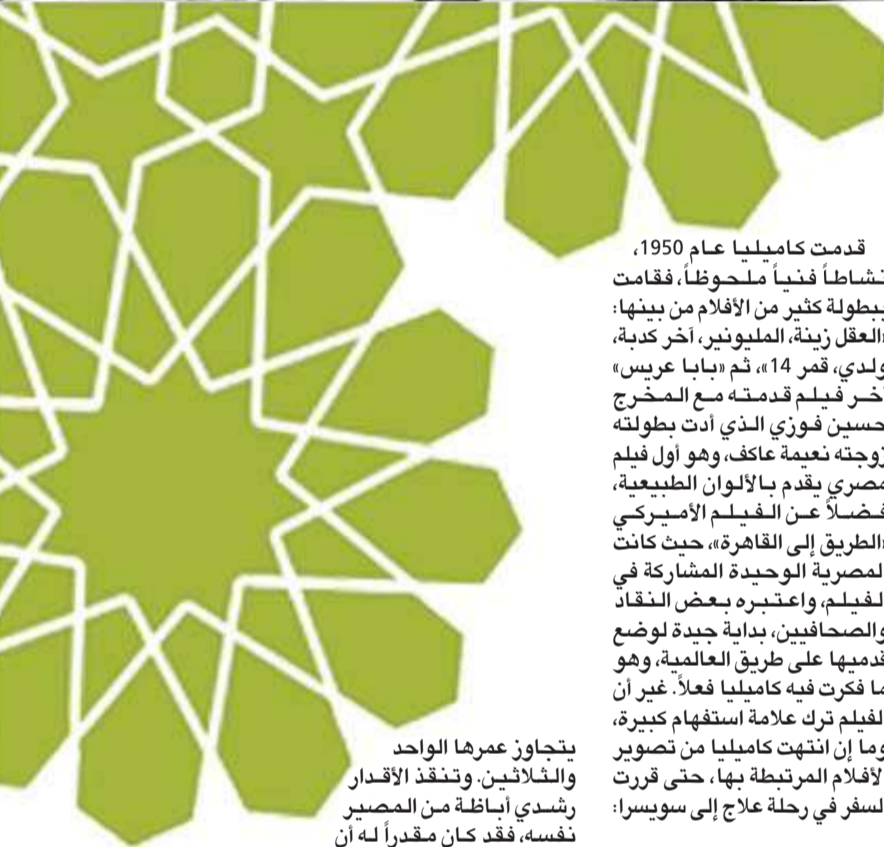 قدمت كاميليا عام 1950،
نشاطاً فنياً ملحوظاً، فقامت
ببطولة كثير من الأفلام من بينها:
«العقل زينة، المليونير، آخر كدبة،
ولدي، قمر 14»، ثم «بابا عريس»
آخر فيلم قدمته مع المخرج
حسين فوزي الذي أدت بطولته
زوجته نعيمة عاكف، وهو أول فيلم
مصري يقدم بالألوان الطبيعية،
فضلاً عن الفيلم الأميركي
«الطريق إلى القاهرة»، حيث كانت
المصرية الوحيدة المشاركة في
الفيلم، واعتبره بعض النقاد
والصحافيين، بداية جيدة لوضع
قدميها على طريق العالمية، وهو
ما فكرت فيه كاميليا فعلاً. غير أن
الفيلم ترك علامة استفهام كبيرة،
وما إن انتهت كاميليا من تصوير
الأفلام المرتبطة بها، حتى قررت
السفر في رحلة علاج إلى سويسرا:
يتجاوز عمرها الواحد
والثلاثين. وتنقذ الأقدار
رشدي أباظة من المصير
نفسه، فقد كان مقدراً له أن